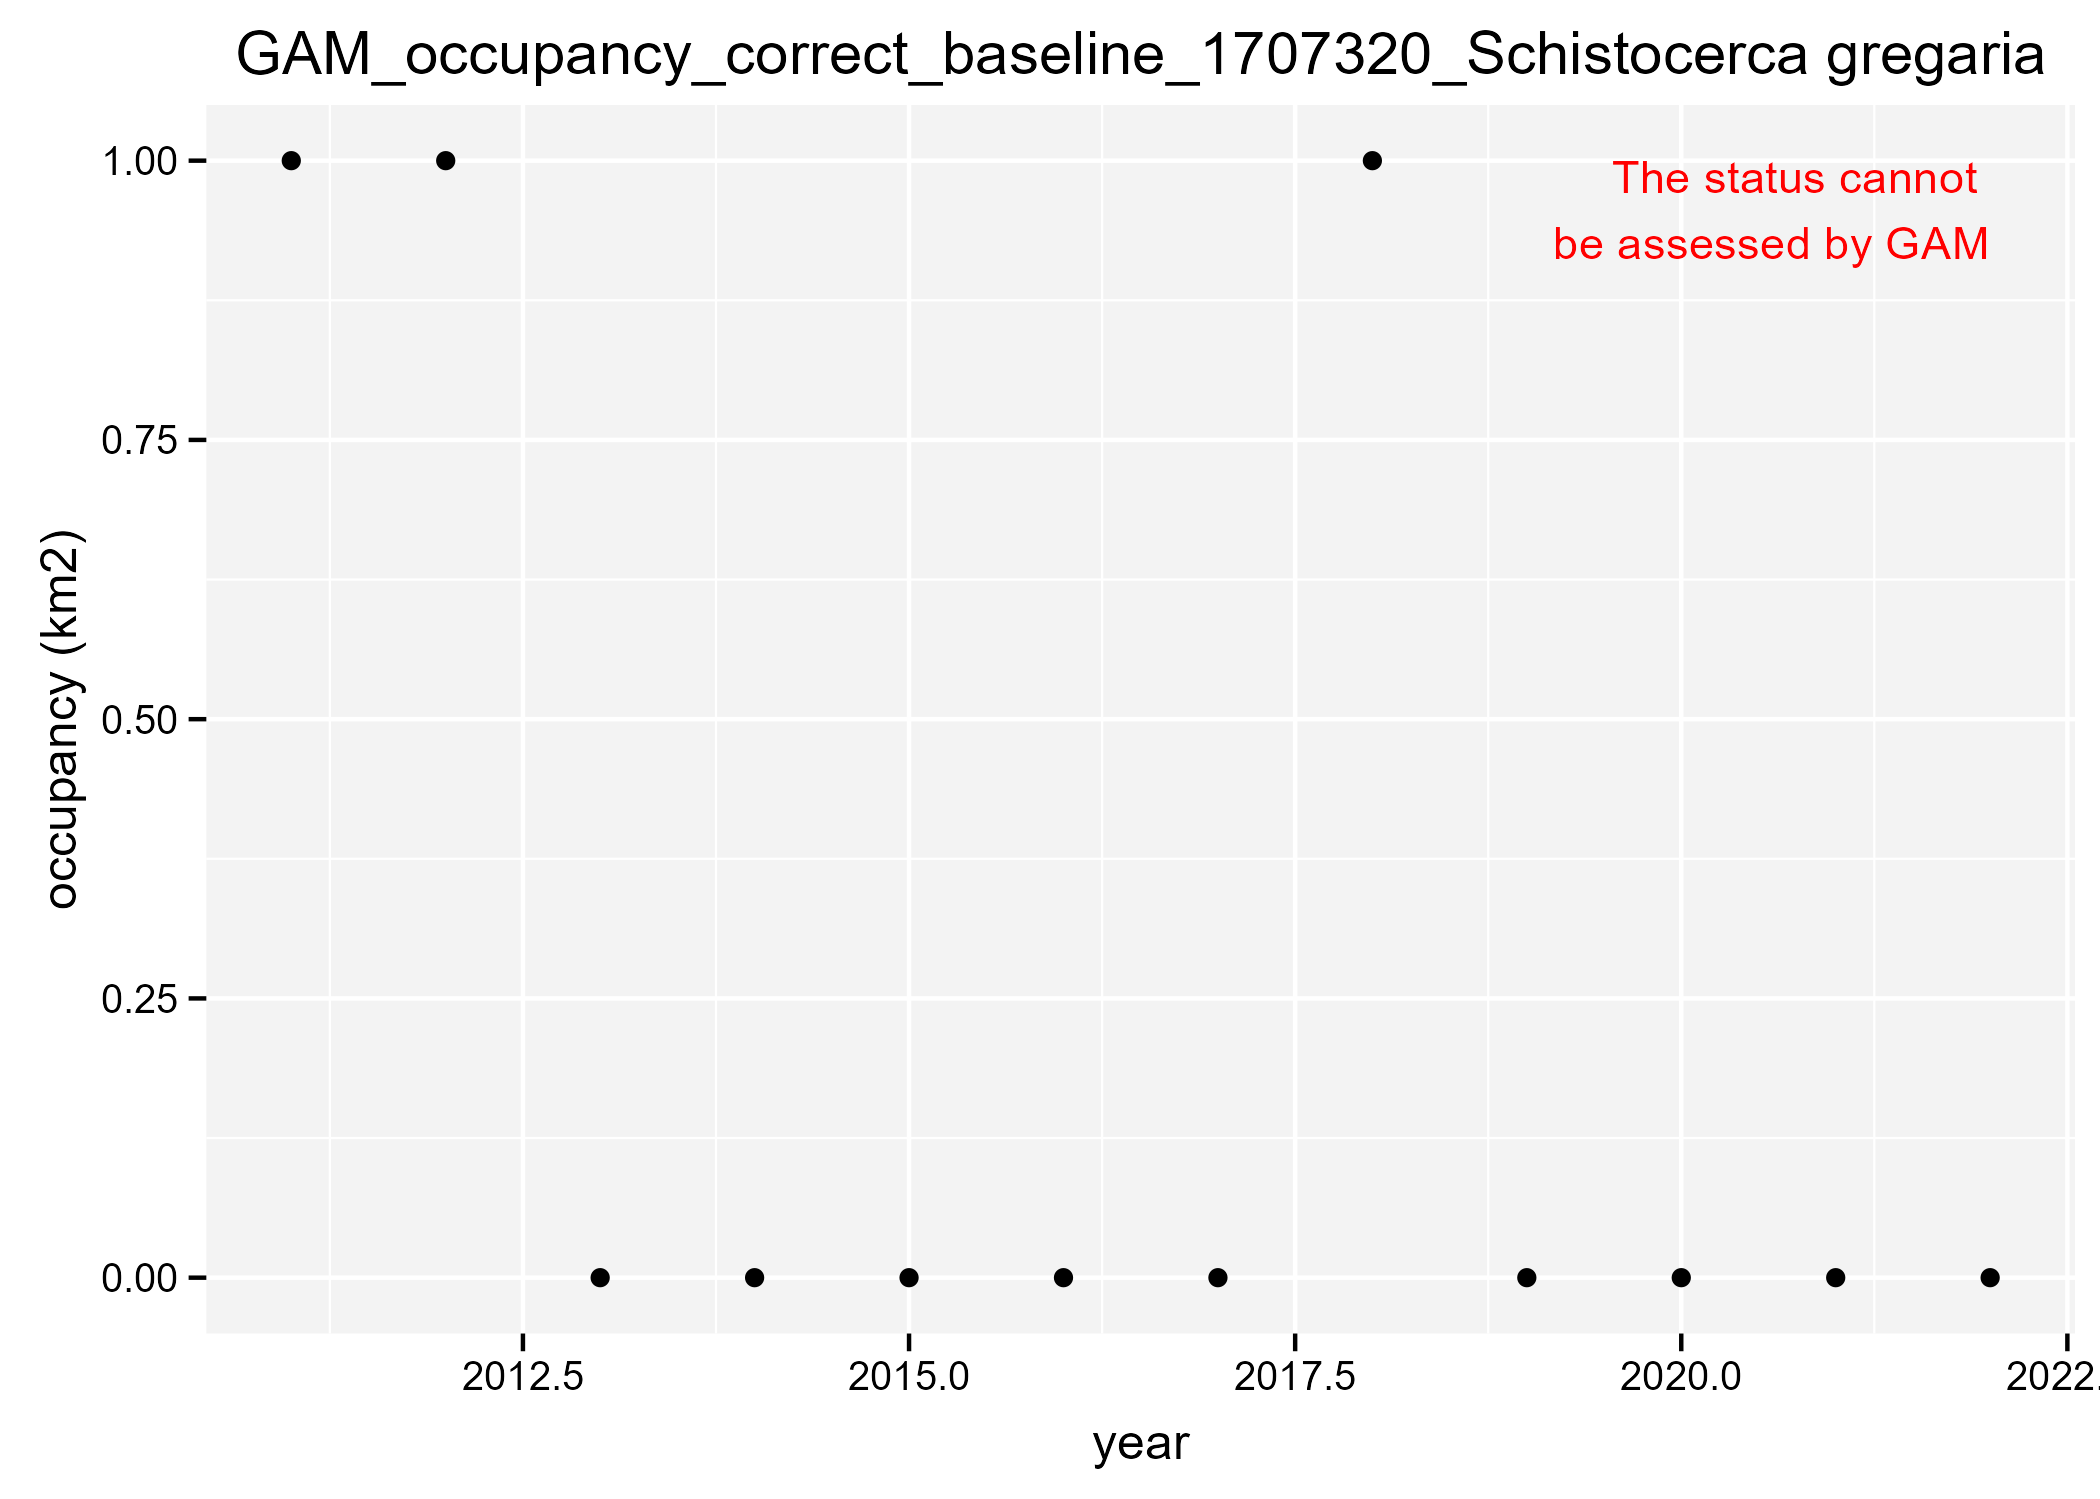 GAM_occupancy_correct_baseline_1707320_Schistocerca gregaria
1.00
The status cannot
be assessed by GAM
0.75
occupancy (km2)
0.50
0.25
0.00
2012.5 2015.0 2017.5 2020.0 2022.
year